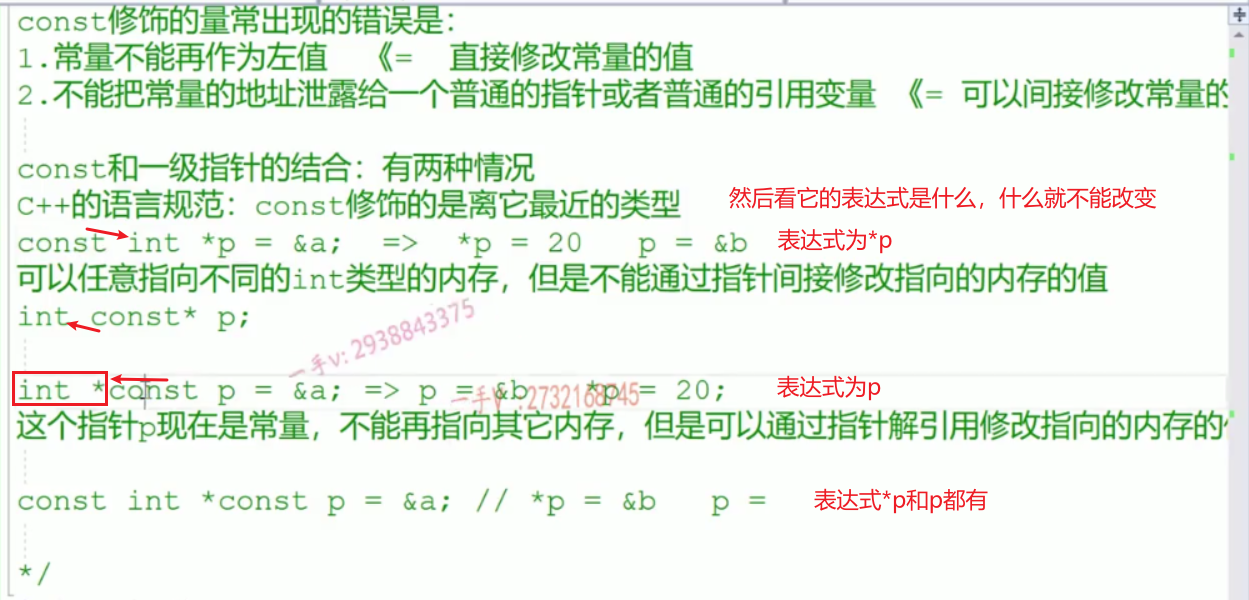 const修饰的量常出现的错误是：
1.常量不能再作为左值 《= 直接修改常量的值
2.不能把常量的地址泄露给一个普通的指针或者普通的引用变量 《= 可以间接修改常量的
const和一级指针的结合：有两种情况
C++的语言规范：const修饰的是离它最近的类型 然后看它的表达式是什么，什么就不能改变
const int *p = &a; => *p = 20 p = &b 表达式为*p
可以任意指向不同的int类型的内存，但是不能通过指针间接修改指向的内存的值
int const* p;
一手v: 2938843375
int *const p = &a; => p = &b *p = 20; 表达式为p
这个指针p现在是常量，不能再指向其它内存，但是可以通过指针解引用修改指向的内存的
const int *const p = &a; // *p = &b p = 表达式*p和p都有
*/